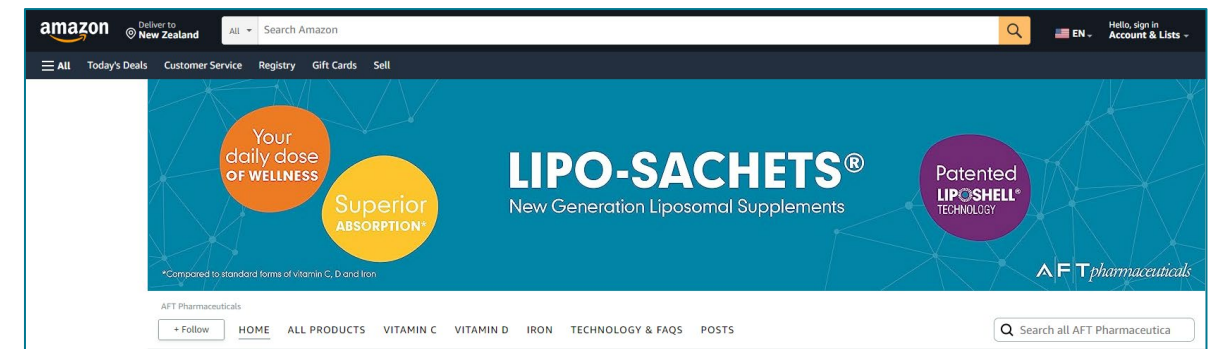 amazon
Deliver to
New Zealand
All
Search Amazon
EN
Hello, sign in
Account & Lists
All
Today's Deals
Customer Service
Registry
Gift Cards
Sell
Your
daily dose
OF WELLNESS
Superior
ABSORPTION*
LIPO-SACHETS®
New Generation Liposomal Supplements
Patented
LIPOSHELL®
TECHNOLOGY
*Compared to standard forms of vitamin C, D and Iron
AFTpharmaceuticals
AFT Pharmaceuticals
+ Follow
HOME
ALL PRODUCTS
VITAMIN C
VITAMIN D
IRON
TECHNOLOGY & FAQS
POSTS
Search all AFT Pharmaceutica